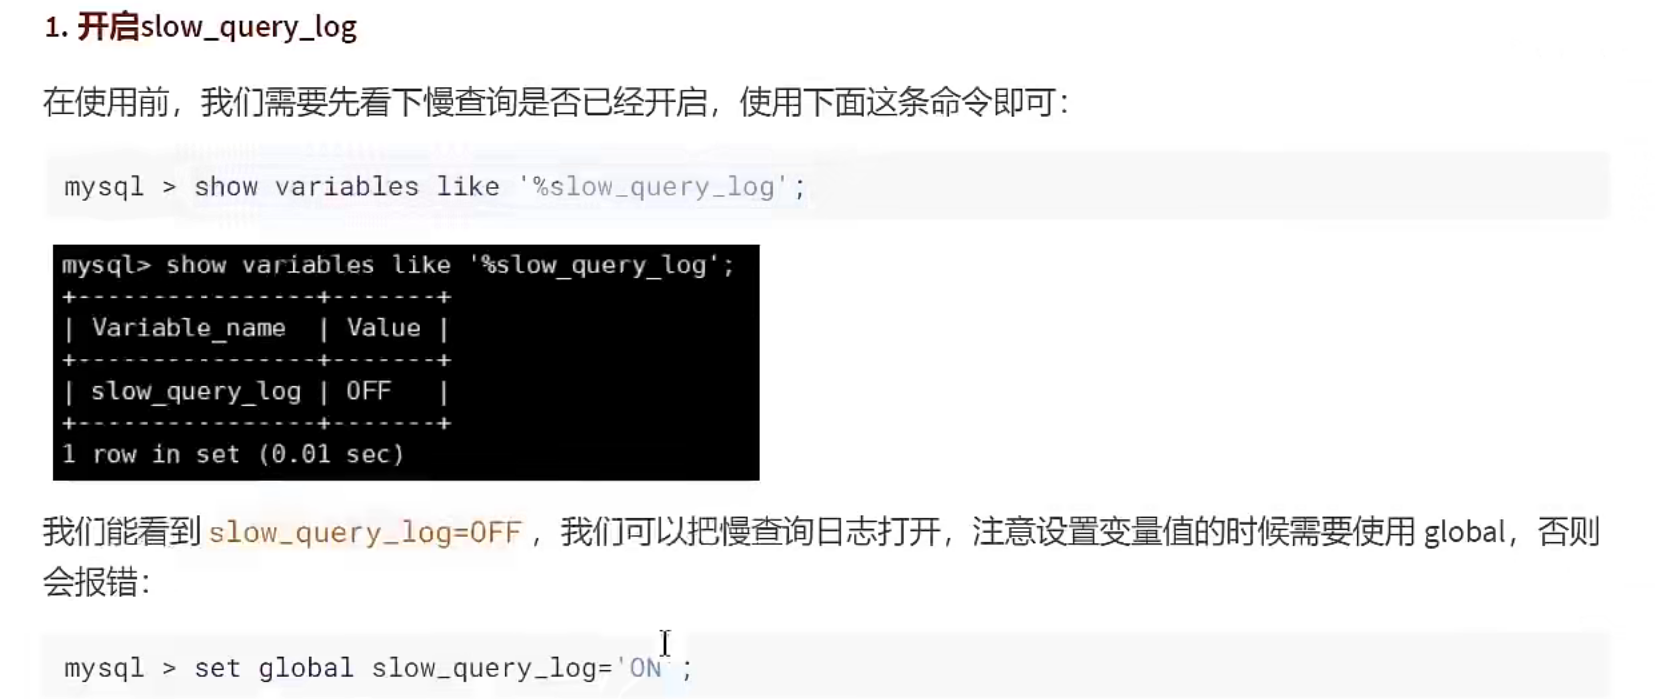 1. 开启slow_query_log
在使用前，我们需要先看下慢查询是否已经开启，使用下面这条命令即可：
mysql > show variables like '%slow_query_log';
mysql> show variables like '%slow_query_log';
+----------------+-------+
| Variable_name  | Value |
+----------------+-------+
| slow_query_log | OFF   |
+----------------+-------+
1 row in set (0.01 sec)
我们能看到 slow_query_log=OFF ，我们可以把慢查询日志打开，注意设置变量值的时候需要使用 global，否则
会报错：
mysql > set global slow_query_log='ON';